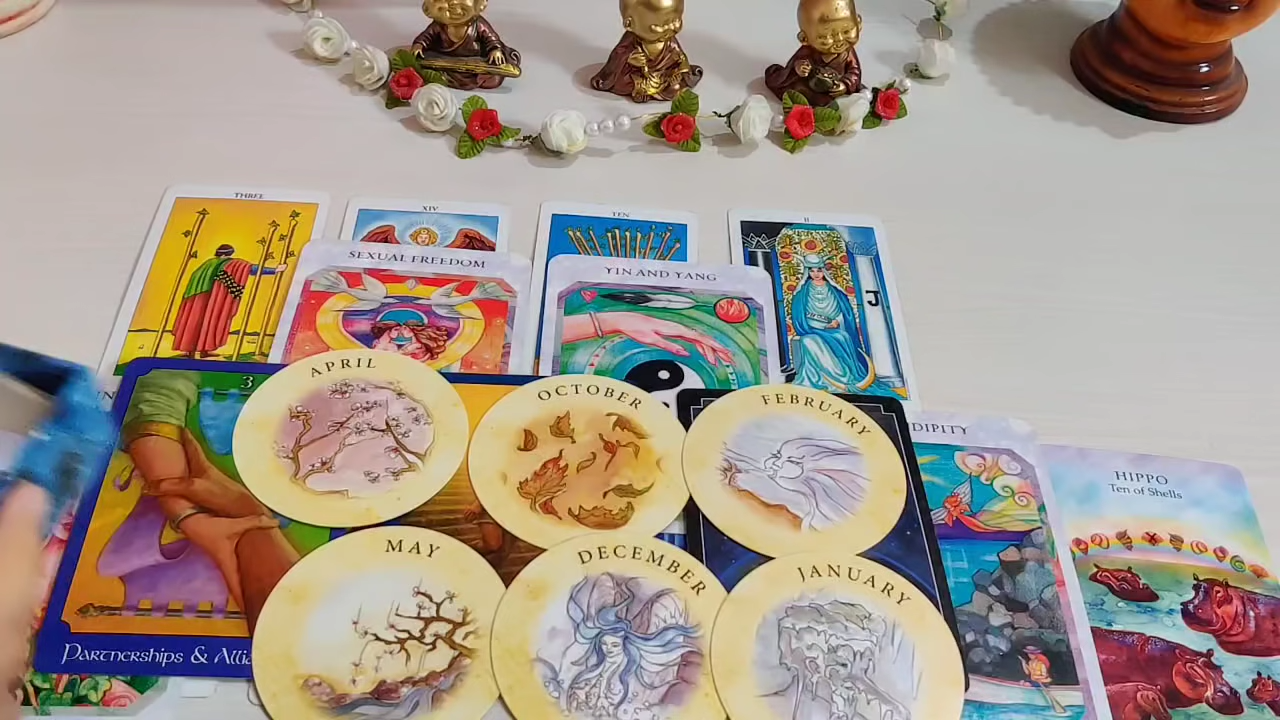 THREE
XIV
TEN
II
SEXUAL FREEDOM
YIN AND YANG
J
3
APRIL
OCTOBER
FEBRUARY
DIPITY
HIPPO
Ten of Shells
MAY
DECEMBER
JANUARY
Partnerships &